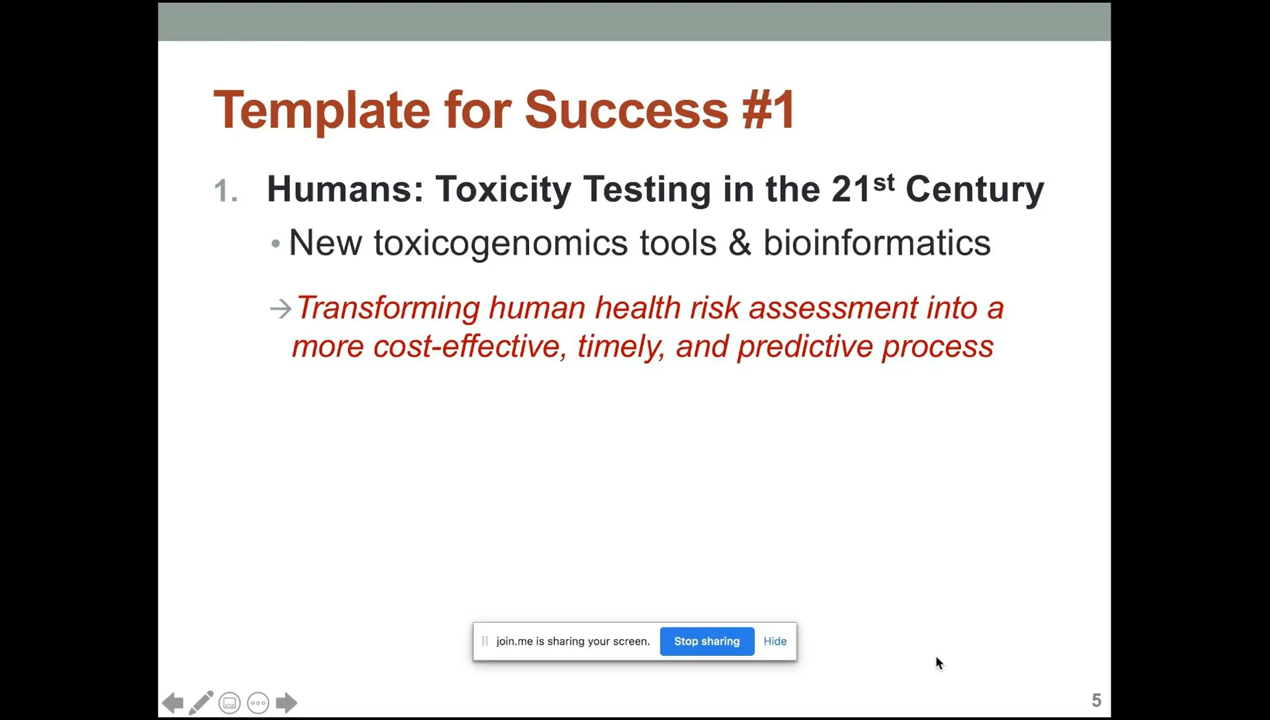 Template for Success #1
1. Humans: Toxicity Testing in the 21st Century
• New toxicogenomics tools & bioinformatics
→ Transforming human health risk assessment into a
more cost-effective, timely, and predictive process
join.me is sharing your screen. Stop sharing Hide
5